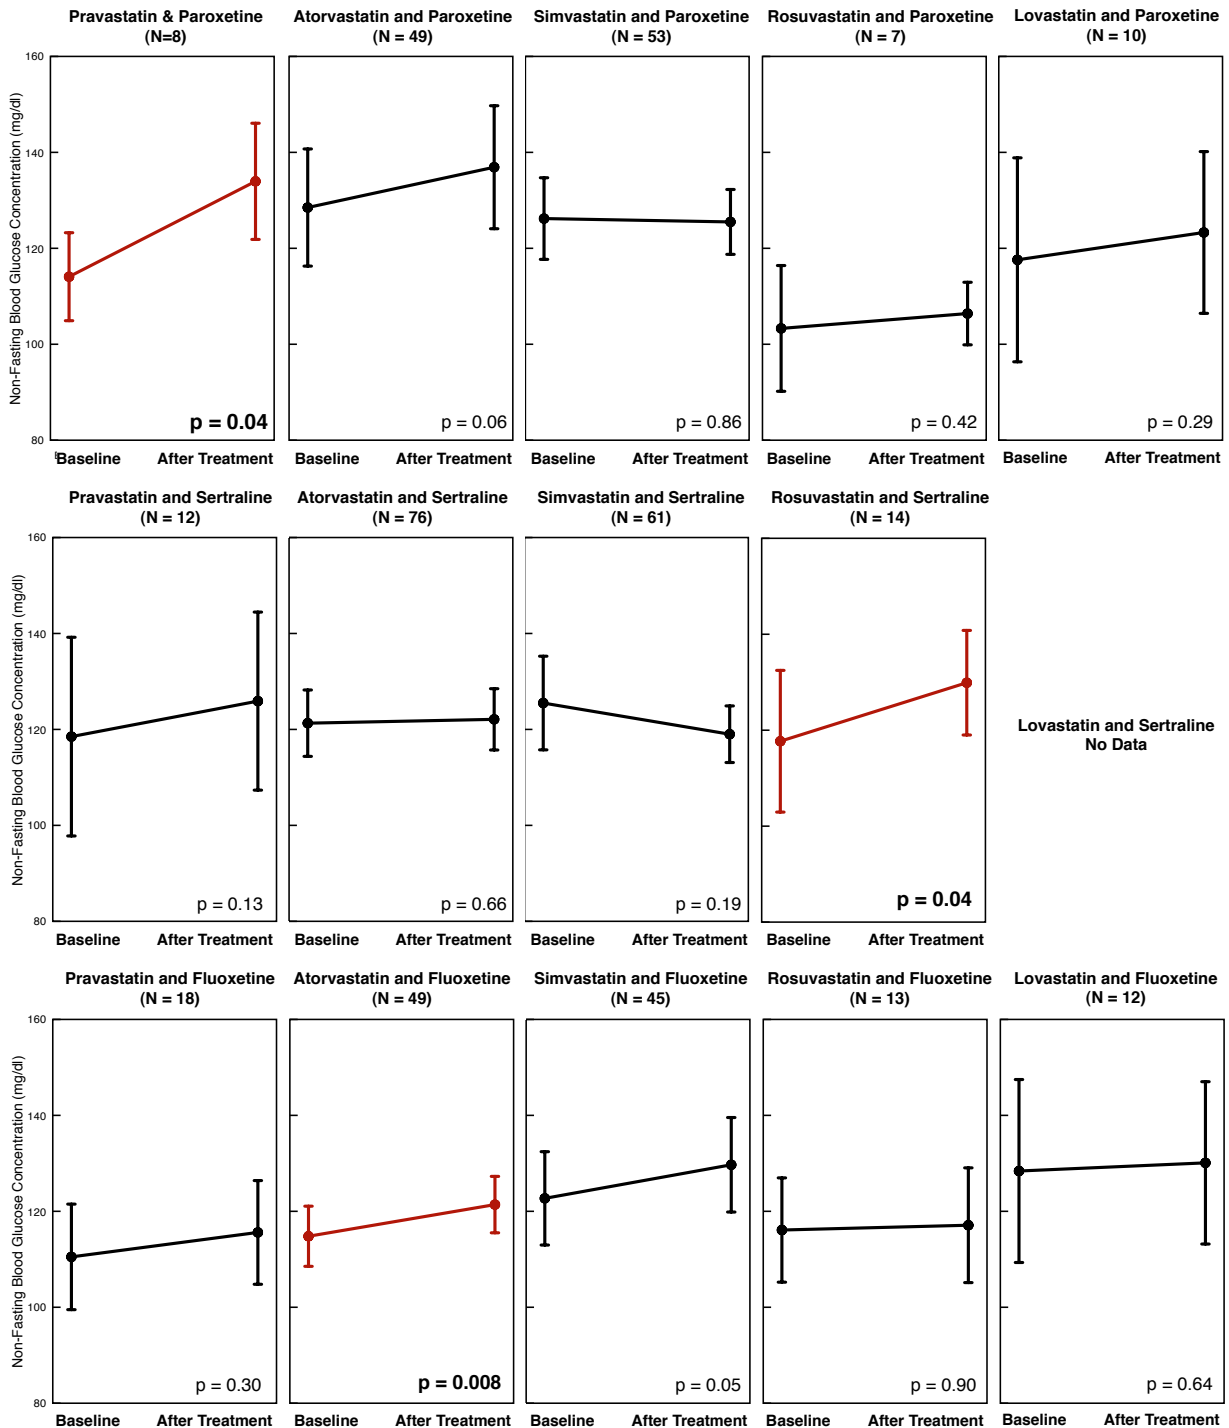 Pravastatin & Paroxetine
(N=8)
Atorvastatin and Paroxetine
(N = 49)
Simvastatin and Paroxetine
(N = 53)
Rosuvastatin and Paroxetine
(N = 7)
Lovastatin and Paroxetine
(N = 10)
Non-Fasting Blood Glucose Concentration (mg/dl)
160
140
120
100
80
p = 0.04
p = 0.06
p = 0.86
p = 0.42
p = 0.29
Baseline After Treatment
Baseline After Treatment
Baseline After Treatment
Baseline After Treatment
Baseline After Treatment
Pravastatin and Sertraline
(N = 12)
Atorvastatin and Sertraline
(N = 76)
Simvastatin and Sertraline
(N = 61)
Rosuvastatin and Sertraline
(N = 14)
Non-Fasting Blood Glucose Concentration (mg/dl)
160
140
120
100
80
Lovastatin and Sertraline
No Data
p = 0.13
p = 0.66
p = 0.19
p = 0.04
Baseline After Treatment
Baseline After Treatment
Baseline After Treatment
Baseline After Treatment
Pravastatin and Fluoxetine
(N = 18)
Atorvastatin and Fluoxetine
(N = 49)
Simvastatin and Fluoxetine
(N = 45)
Rosuvastatin and Fluoxetine
(N = 13)
Lovastatin and Fluoxetine
(N = 12)
Non-Fasting Blood Glucose Concentration (mg/dl)
160
140
120
100
80
p = 0.30
p = 0.008
p = 0.05
p = 0.90
p = 0.64
Baseline After Treatment
Baseline After Treatment
Baseline After Treatment
Baseline After Treatment
Baseline After Treatment